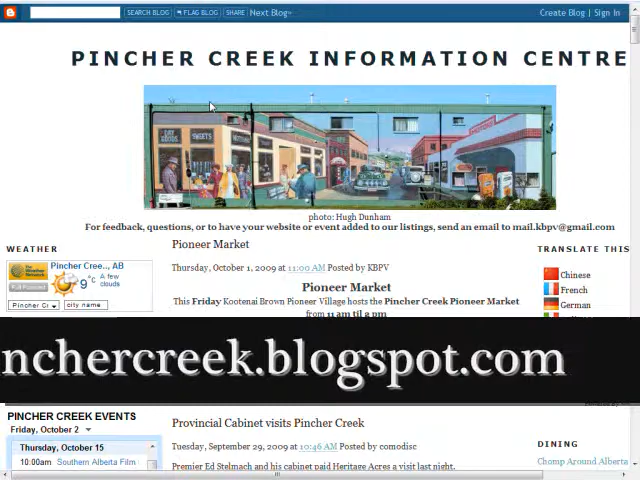 SEARCH BLOG FLAG BLOG SHARE Next Blog» Create Blog | Sign In
PINCHER CREEK INFORMATION CENTRE
DRY GOODS SWEETS
photo: Hugh Dunham
For feedback, questions, or to have your website or event added to our listings, send an email to mail.kbpv@gmail.com
WEATHER
Pincher Cree.., AB
9°C A few clouds
Pincher C city name
Pioneer Market
Thursday, October 1, 2009 at 11:00 AM Posted by KBPV
Pioneer Market
This Friday Kootenai Brown Pioneer Village hosts the Pincher Creek Pioneer Market
from 11 am til 9 pm
TRANSLATE THIS
Chinese
French
German
nchercreek.blogspot.com
PINCHER CREEK EVENTS
Friday, October 2
Thursday, October 15
10:00am Southern Alberta Film
Provincial Cabinet visits Pincher Creek
Tuesday, September 29, 2009 at 10:46 AM Posted by comodisc
Premier Ed Stelmach and his cabinet paid Heritage Acres a visit last night.
DINING
Chomp Around Alberta